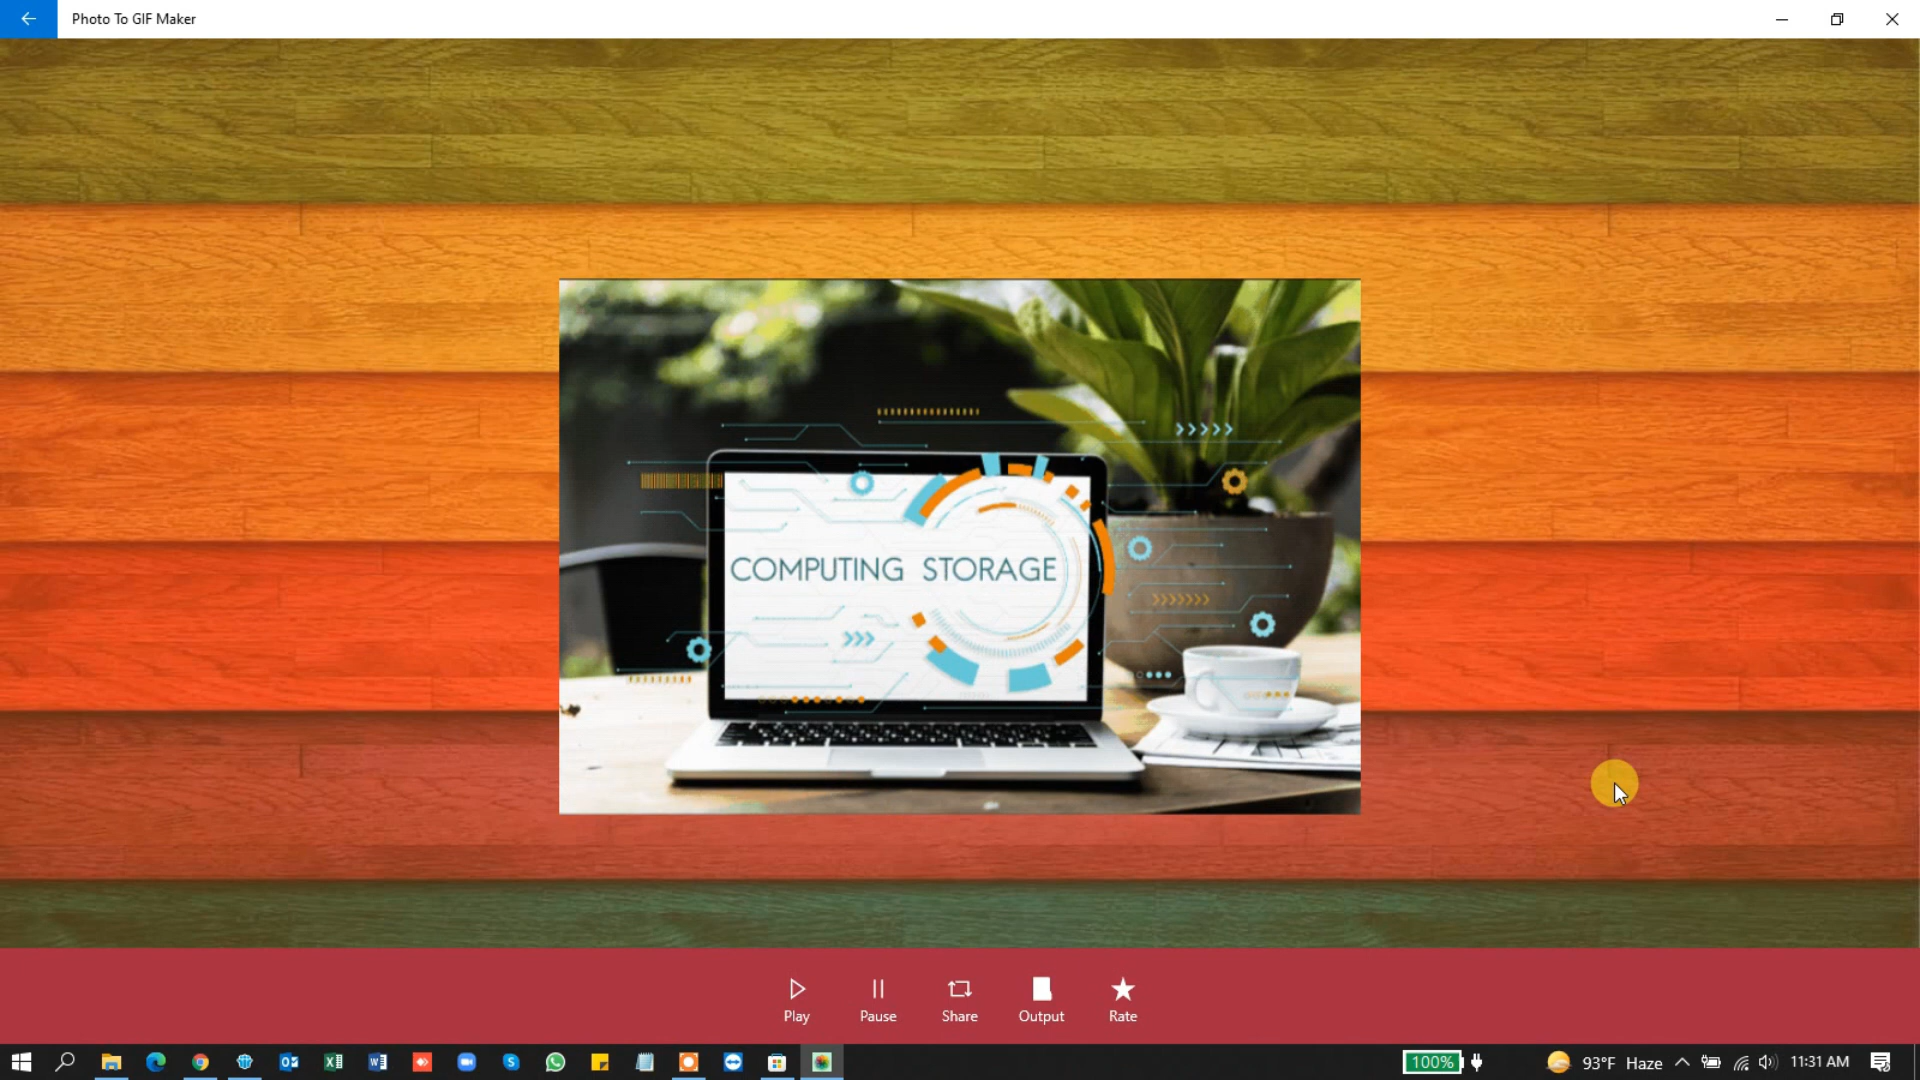 Photo To GIF Maker
COMPUTING STORAGE
Play
Pause
Share
Output
Rate
100%
93°F Haze
11:31 AM